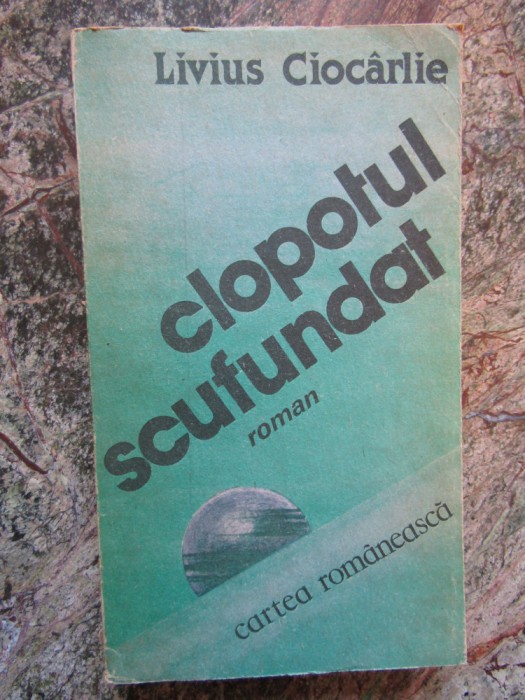 Livius Ciocârlie
clopotul
scufundat
roman
cartea românească